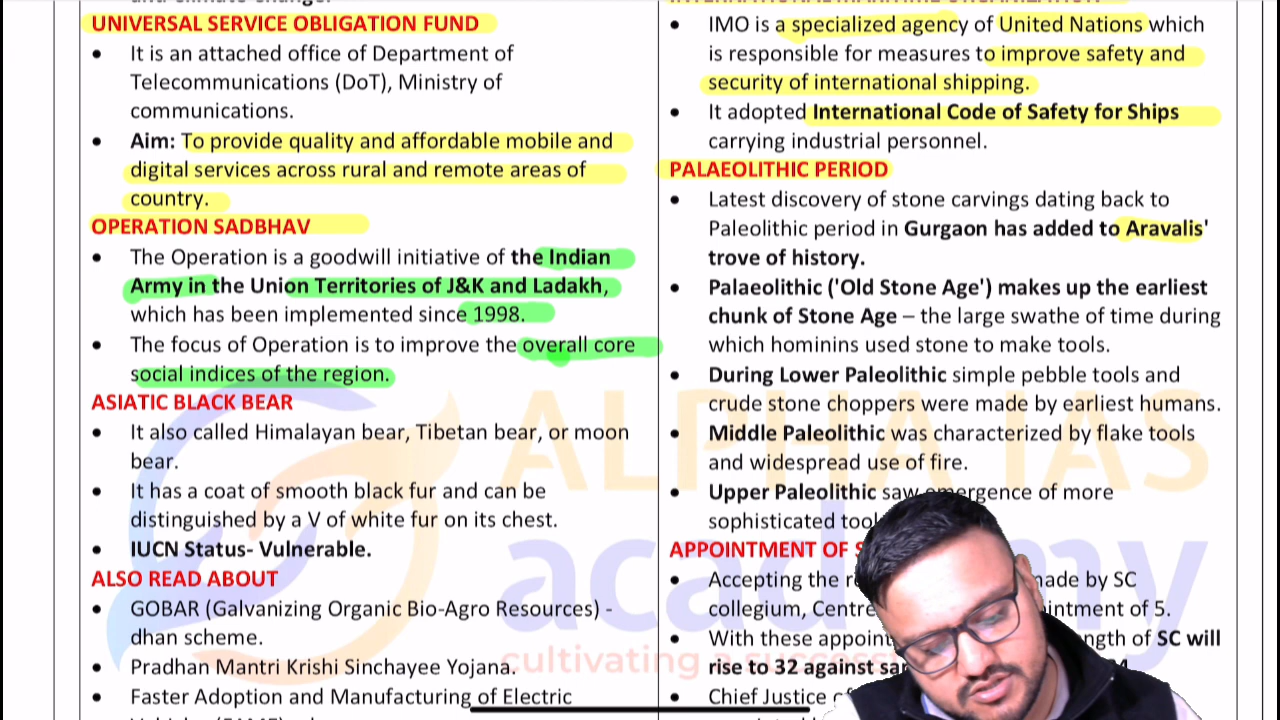 UNIVERSAL SERVICE OBLIGATION FUND
• It is an attached office of Department of
Telecommunications (DoT), Ministry of
communications.
• Aim: To provide quality and affordable mobile and
digital services across rural and remote areas of
country.
OPERATION SADBHAV
• The Operation is a goodwill initiative of the Indian
Army in the Union Territories of J&K and Ladakh,
which has been implemented since 1998.
• The focus of Operation is to improve the overall core
social indices of the region.
ASIATIC BLACK BEAR
• It also called Himalayan bear, Tibetan bear, or moon
bear.
• It has a coat of smooth black fur and can be
distinguished by a V of white fur on its chest.
• IUCN Status- Vulnerable.
ALSO READ ABOUT
• GOBAR (Galvanizing Organic Bio-Agro Resources) -
dhan scheme.
• Pradhan Mantri Krishi Sinchayee Yojana.
• Faster Adoption and Manufacturing of Electric
• IMO is a specialized agency of United Nations which
is responsible for measures to improve safety and
security of international shipping.
• It adopted International Code of Safety for Ships
carrying industrial personnel.
PALAEOLITHIC PERIOD
• Latest discovery of stone carvings dating back to
Paleolithic period in Gurgaon has added to Aravalis'
trove of history.
• Palaeolithic ('Old Stone Age') makes up the earliest
chunk of Stone Age – the large swathe of time during
which hominins used stone to make tools.
• During Lower Paleolithic simple pebble tools and
crude stone choppers were made by earliest humans.
• Middle Paleolithic was characterized by flake tools
and widespread use of fire.
• Upper Paleolithic saw emergence of more
sophisticated
APPOINTMENT OF
• Accepting the made by SC
collegium, Centre of 5.
• With these of SC will
rise to 32 against
• Chief Justice
ALPHA IAS
academy
cultivating a